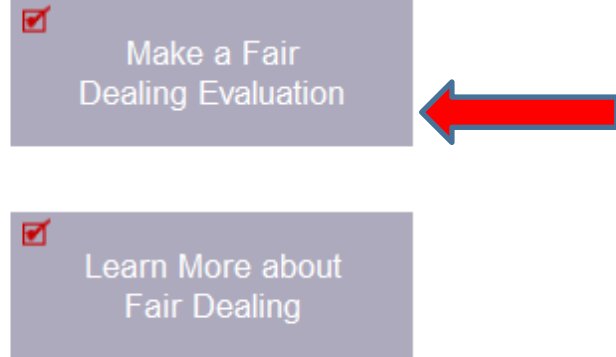 Make a Fair
Dealing Evaluation
Learn More about
Fair Dealing